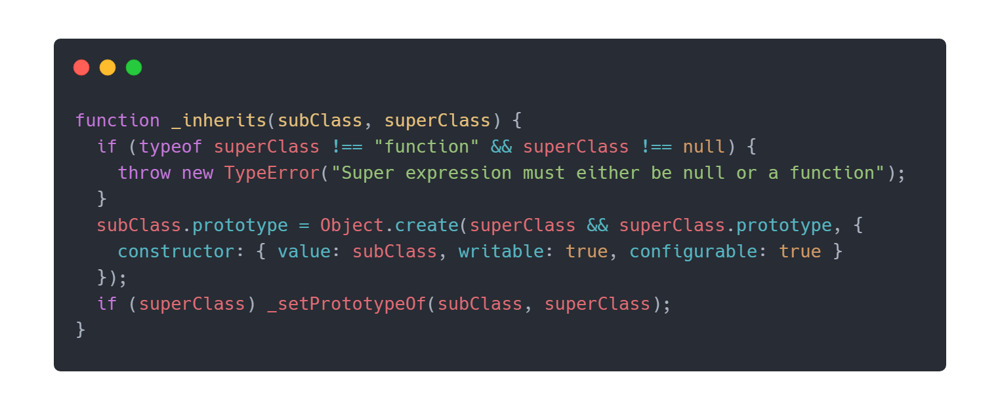 function _inherits(subClass, superClass) {
  if (typeof superClass !== "function" && superClass !== null) {
    throw new TypeError("Super expression must either be null or a function");
  }
  subClass.prototype = Object.create(superClass && superClass.prototype, {
    constructor: { value: subClass, writable: true, configurable: true }
  });
  if (superClass) _setPrototypeOf(subClass, superClass);
}